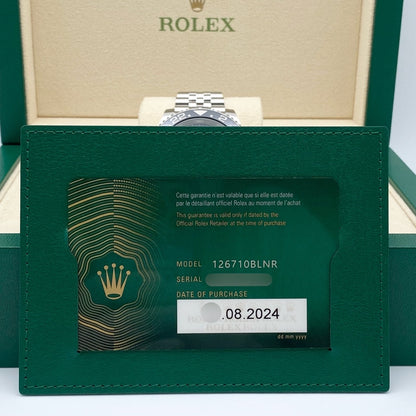 ROLEX
Cette garantie n'est valable que si elle est datée
par le détaillant officiel Rolex au moment de l'achat
This guarantee is valid only if dated by the
Official Rolex Retailer at the time of purchase
MODEL 126710BLNR
SERIAL
DATE OF PURCHASE
.08.2024
ROLEX
dd mm yyyy